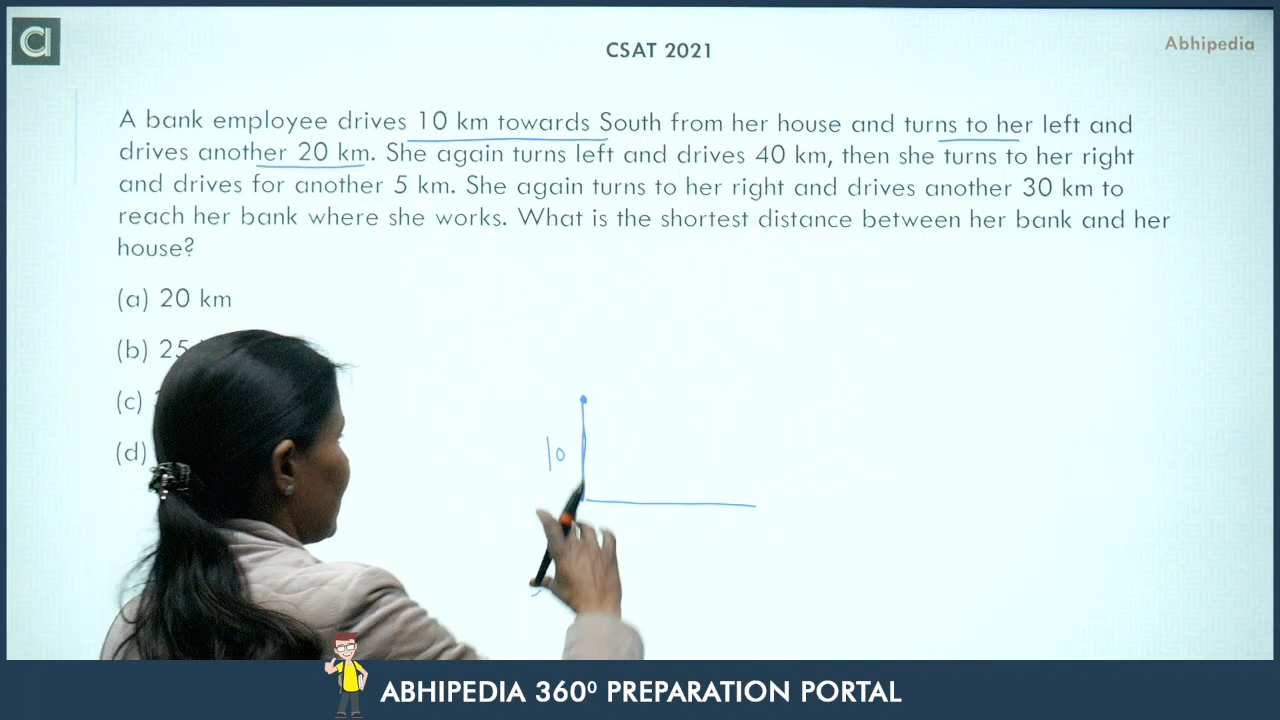 CSAT 2021
Abhipedia
A bank employee drives 10 km towards South from her house and turns to her left and
drives another 20 km. She again turns left and drives 40 km, then she turns to her right
and drives for another 5 km. She again turns to her right and drives another 30 km to
reach her bank where she works. What is the shortest distance between her bank and her
house?
(a) 20 km
(b) 25
(c)
(d)
10
ABHIPEDIA 360⁰ PREPARATION PORTAL